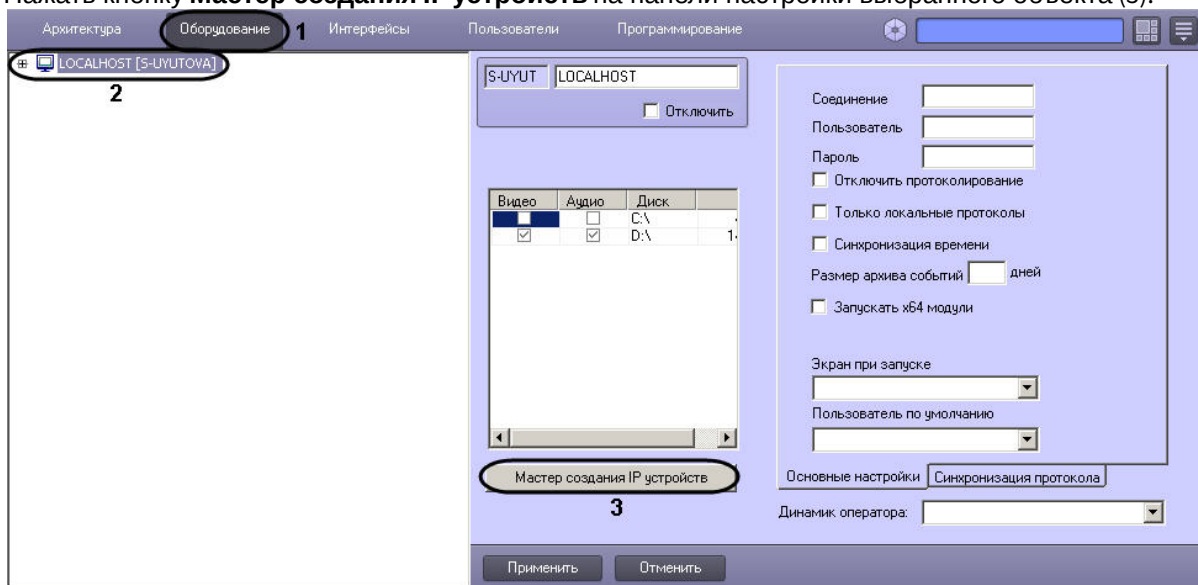 Нажать кнопку Мастер создания IP-устройств на панели настройки выбранного объекта (3).
Архитектура Оборудование 1 Интерфейсы Пользователи Программирование
LOCALHOST [S-UYUTOVA]
2
S-UYUT LOCALHOST
Отключить
Видео Аудио Диск
C:\
D:\ 1
Мастер создания IP устройств
3
Соединение
Пользователь
Пароль
Отключить протоколирование
Только локальные протоколы
Синхронизация времени
Размер архива событий дней
Запускать x64 модули
Экран при запуске
Пользователь по умолчанию
Основные настройки Синхронизация протокола
Динамик оператора:
Применить Отменить